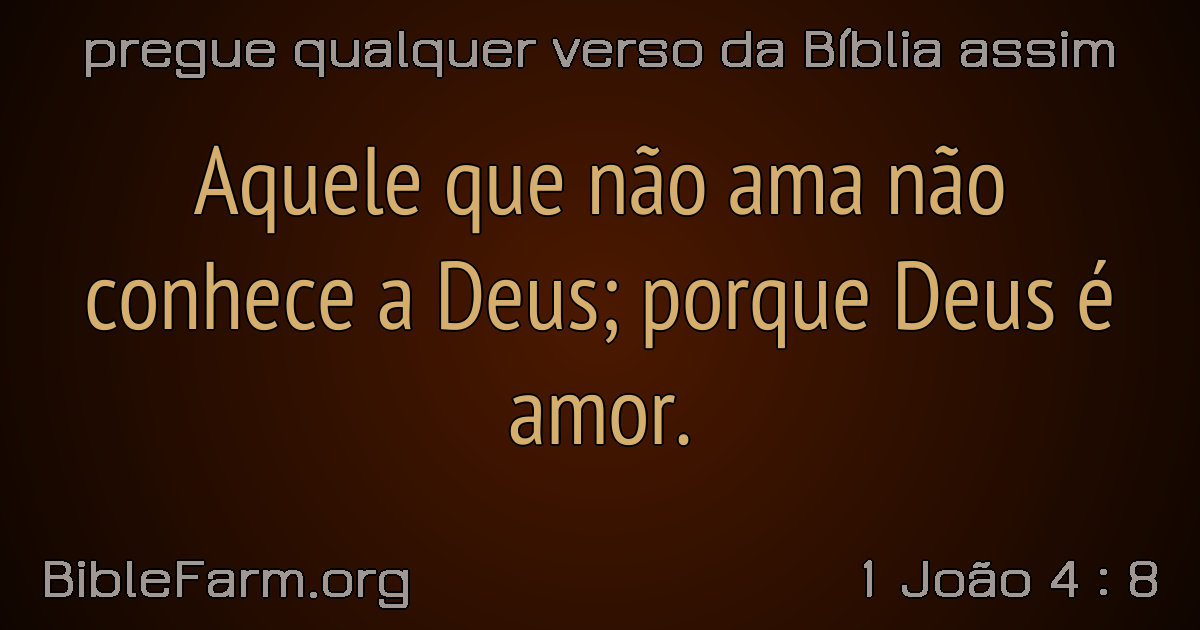 pregue qualquer verso da Bíblia assim
Aquele que não ama não
conhece a Deus; porque Deus é
amor.
BibleFarm.org
1 João 4 : 8